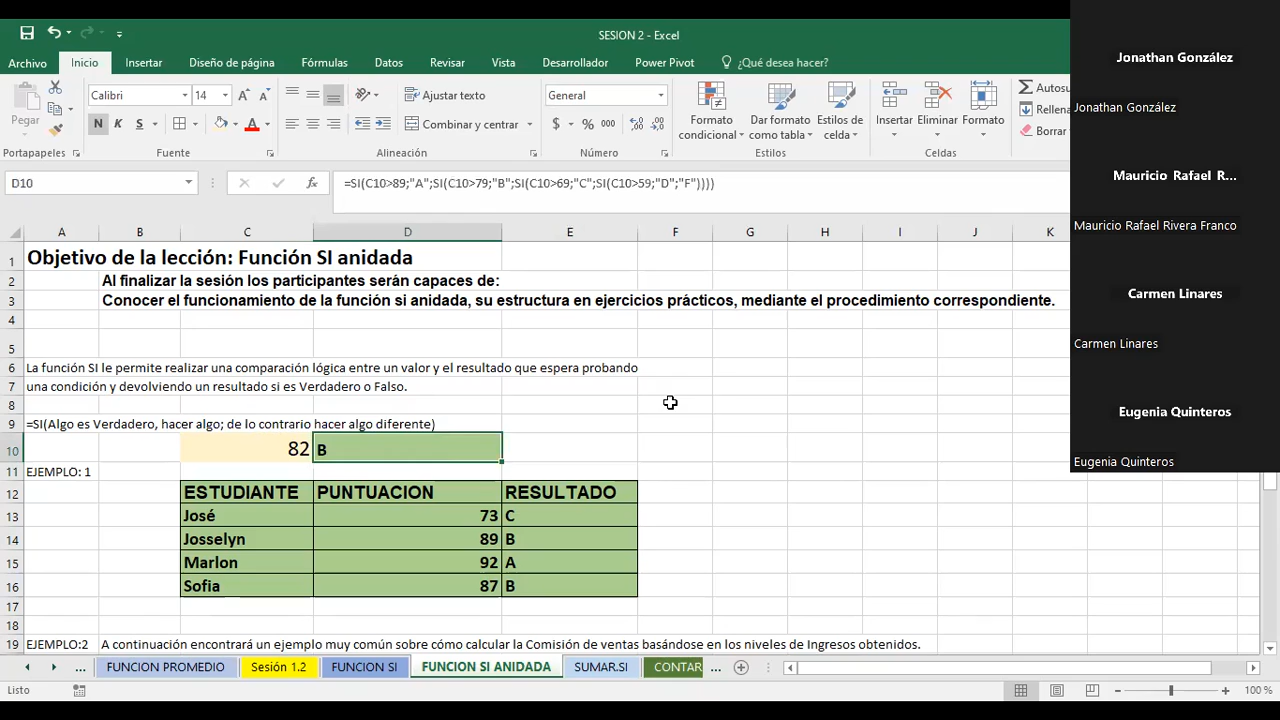 SESION 2 - Excel
Archivo Inicio Insertar Diseño de página Fórmulas Datos Revisar Vista Desarrollador Power Pivot ¿Qué desea hacer?
Calibri 14 Ajustar texto General Autosu
Pegar N K S Combinar y centrar $ % 000 Formato condicional Dar formato como tabla Estilos de celda Insertar Eliminar Formato Rellena
Borrar
Portapapeles Fuente Alineación Número Estilos Celdas
D10 fx =SI(C10>89;"A";SI(C10>79;"B";SI(C10>69;"C";SI(C10>59;"D";"F"))))
A B C D E F G H I J K
1 Objetivo de la lección: Función SI anidada
2 Al finalizar la sesión los participantes serán capaces de:
3 Conocer el funcionamiento de la función si anidada, su estructura en ejercicios prácticos, mediante el procedimiento correspondiente.
4
5
6 La función SI le permite realizar una comparación lógica entre un valor y el resultado que espera probando
7 una condición y devolviendo un resultado si es Verdadero o Falso.
8
9 =SI(Algo es Verdadero, hacer algo; de lo contrario hacer algo diferente)
10 82 B
11 EJEMPLO: 1
12 ESTUDIANTE PUNTUACION RESULTADO
13 José 73 C
14 Josselyn 89 B
15 Marlon 92 A
16 Sofia 87 B
17
18
19 EJEMPLO:2 A continuación encontrará un ejemplo muy común sobre cómo calcular la Comisión de ventas basándose en los niveles de Ingresos obtenidos.
... FUNCION PROMEDIO Sesión 1.2 FUNCION SI FUNCION SI ANIDADA SUMAR.SI CONTAR ...
Listo 100 %
Jonathan González
Jonathan González
Mauricio Rafael R...
Mauricio Rafael Rivera Franco
Carmen Linares
Carmen Linares
Eugenia Quinteros
Eugenia Quinteros